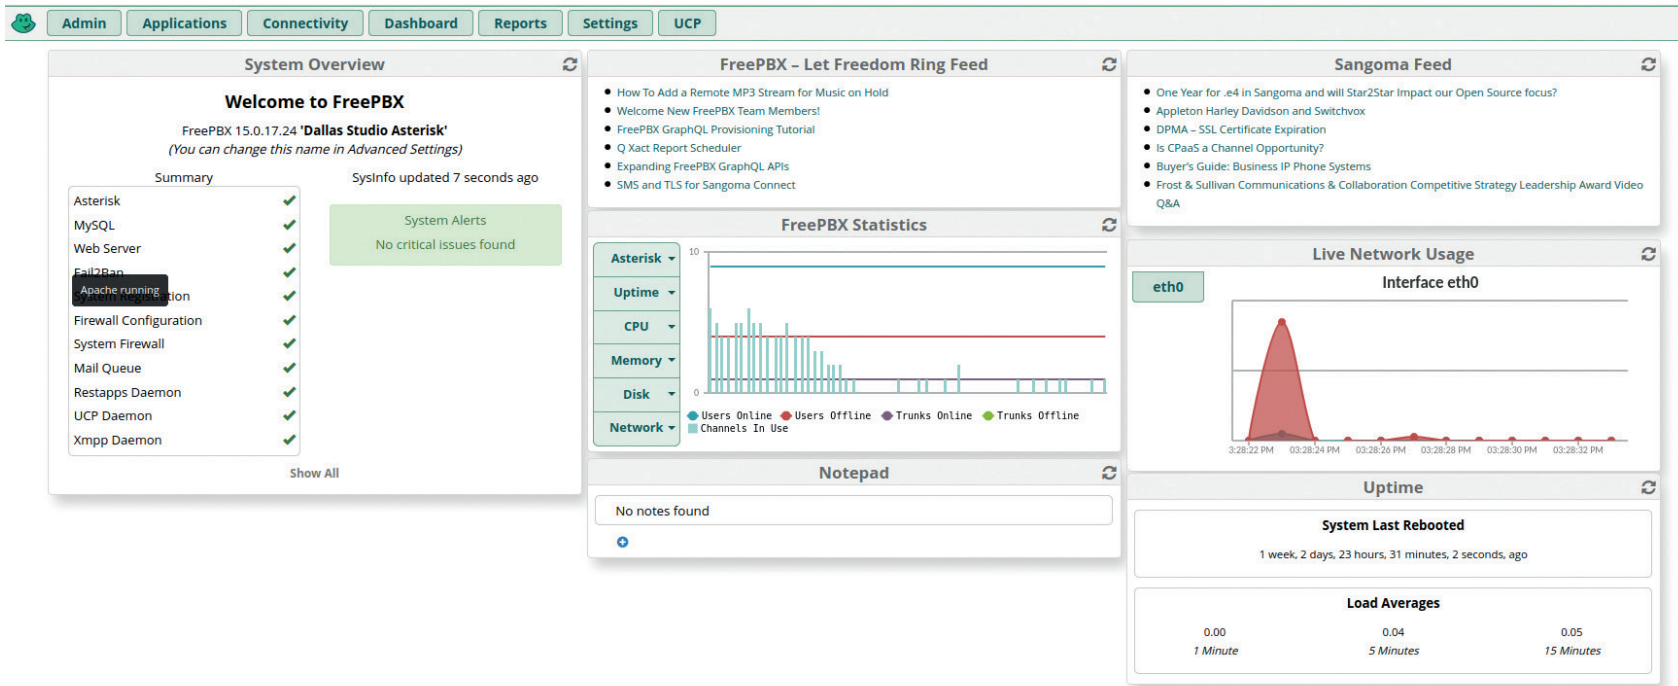 Admin
Applications
Connectivity
Dashboard
Reports
Settings
UCP
System Overview
Welcome to FreePBX
FreePBX 15.0.17.24 'Dallas Studio Asterisk'
(You can change this name in Advanced Settings)
Summary
SysInfo updated 7 seconds ago
Asterisk
MySQL
Web Server
Fail2Ban
Apache running
System Registration
Firewall Configuration
System Firewall
Mail Queue
Restapps Daemon
UCP Daemon
Xmpp Daemon
System Alerts
No critical issues found
Show All
FreePBX – Let Freedom Ring Feed
How To Add a Remote MP3 Stream for Music on Hold
Welcome New FreePBX Team Members!
FreePBX GraphQL Provisioning Tutorial
Q Xact Report Scheduler
Expanding FreePBX GraphQL APIs
SMS and TLS for Sangoma Connect
FreePBX Statistics
Asterisk
Uptime
CPU
Memory
Disk
Network
10
0
Users Online Users Offline Trunks Online Trunks Offline
Channels In Use
Notepad
No notes found
Sangoma Feed
One Year for .e4 in Sangoma and will Star2Star Impact our Open Source focus?
Appleton Harley Davidson and Switchvox
DPMA – SSL Certificate Expiration
Is CPaaS a Channel Opportunity?
Buyer's Guide: Business IP Phone Systems
Frost & Sullivan Communications & Collaboration Competitive Strategy Leadership Award Video
Q&A
Live Network Usage
eth0
Interface eth0
3:28:22 PM 03:28:24 PM 03:28:26 PM 03:28:28 PM 03:28:30 PM 03:28:32 PM
Uptime
System Last Rebooted
1 week, 2 days, 23 hours, 31 minutes, 2 seconds, ago
Load Averages
0.00 0.04 0.05
1 Minute 5 Minutes 15 Minutes